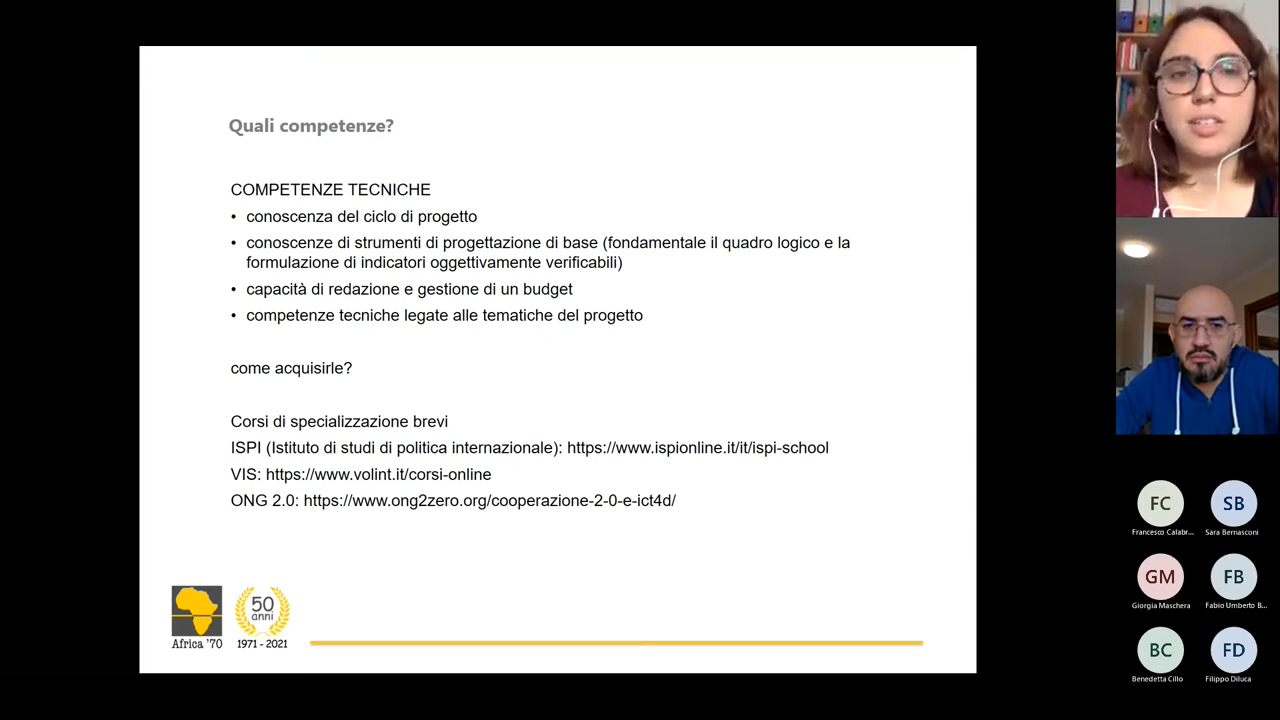 Quali competenze?
COMPETENZE TECNICHE
• conoscenza del ciclo di progetto
• conoscenze di strumenti di progettazione di base (fondamentale il quadro logico e la
formulazione di indicatori oggettivamente verificabili)
• capacità di redazione e gestione di un budget
• competenze tecniche legate alle tematiche del progetto
come acquisirle?
Corsi di specializzazione brevi
ISPI (Istituto di studi di politica internazionale): https://www.ispionline.it/it/ispi-school
VIS: https://www.volint.it/corsi-online
ONG 2.0: https://www.ong2zero.org/cooperazione-2-0-e-ict4d/
Africa '70
50
anni
1971 - 2021
FC
Francesco Calabr...
SB
Sara Bernasconi
GM
Giorgia Maschera
FB
Fabio Umberto B...
BC
Benedetta Cillo
FD
Filippo Diluca